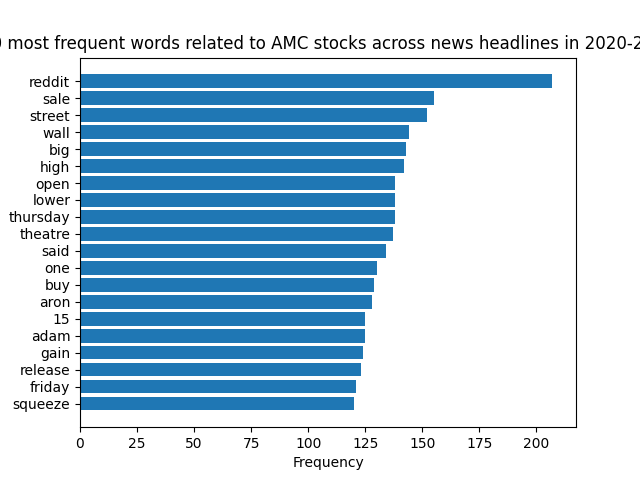 most frequent words related to AMC stocks across news headlines in 2020-2
reddit
sale
street
wall
big
high
open
lower
thursday
theatre
said
one
buy
aron
15
adam
gain
release
friday
squeeze
0 25 50 75 100 125 150 175 200
Frequency